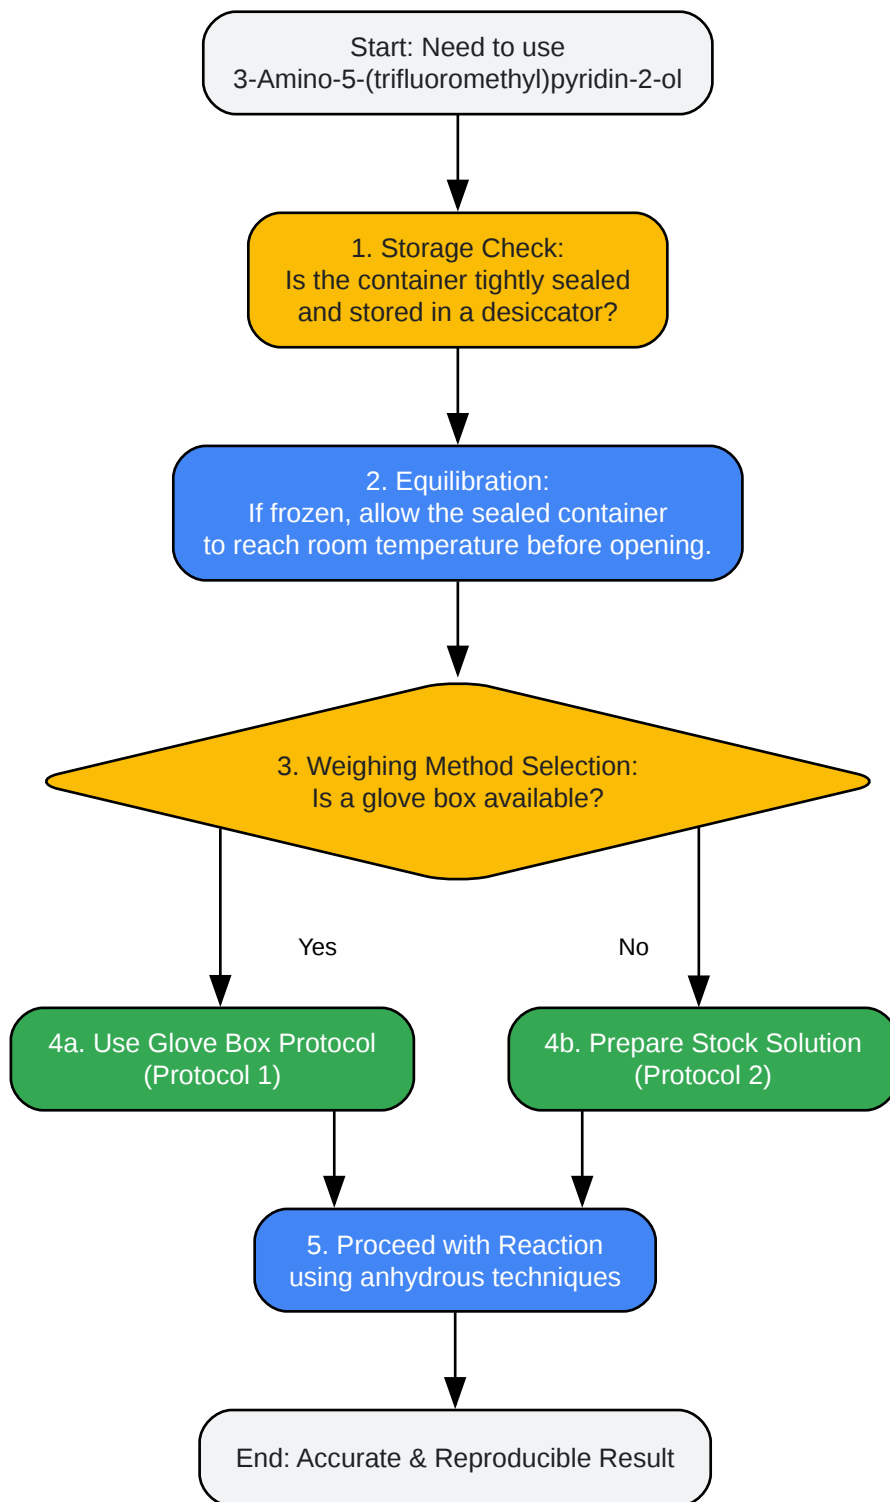 Start: Need to use
3-Amino-5-(trifluoromethyl)pyridin-2-ol
1. Storage Check:
Is the container tightly sealed
and stored in a desiccator?
2. Equilibration:
If frozen, allow the sealed container
to reach room temperature before opening.
3. Weighing Method Selection:
Is a glove box available?
Yes
No
4a. Use Glove Box Protocol
(Protocol 1)
4b. Prepare Stock Solution
(Protocol 2)
5. Proceed with Reaction
using anhydrous techniques
End: Accurate & Reproducible Result